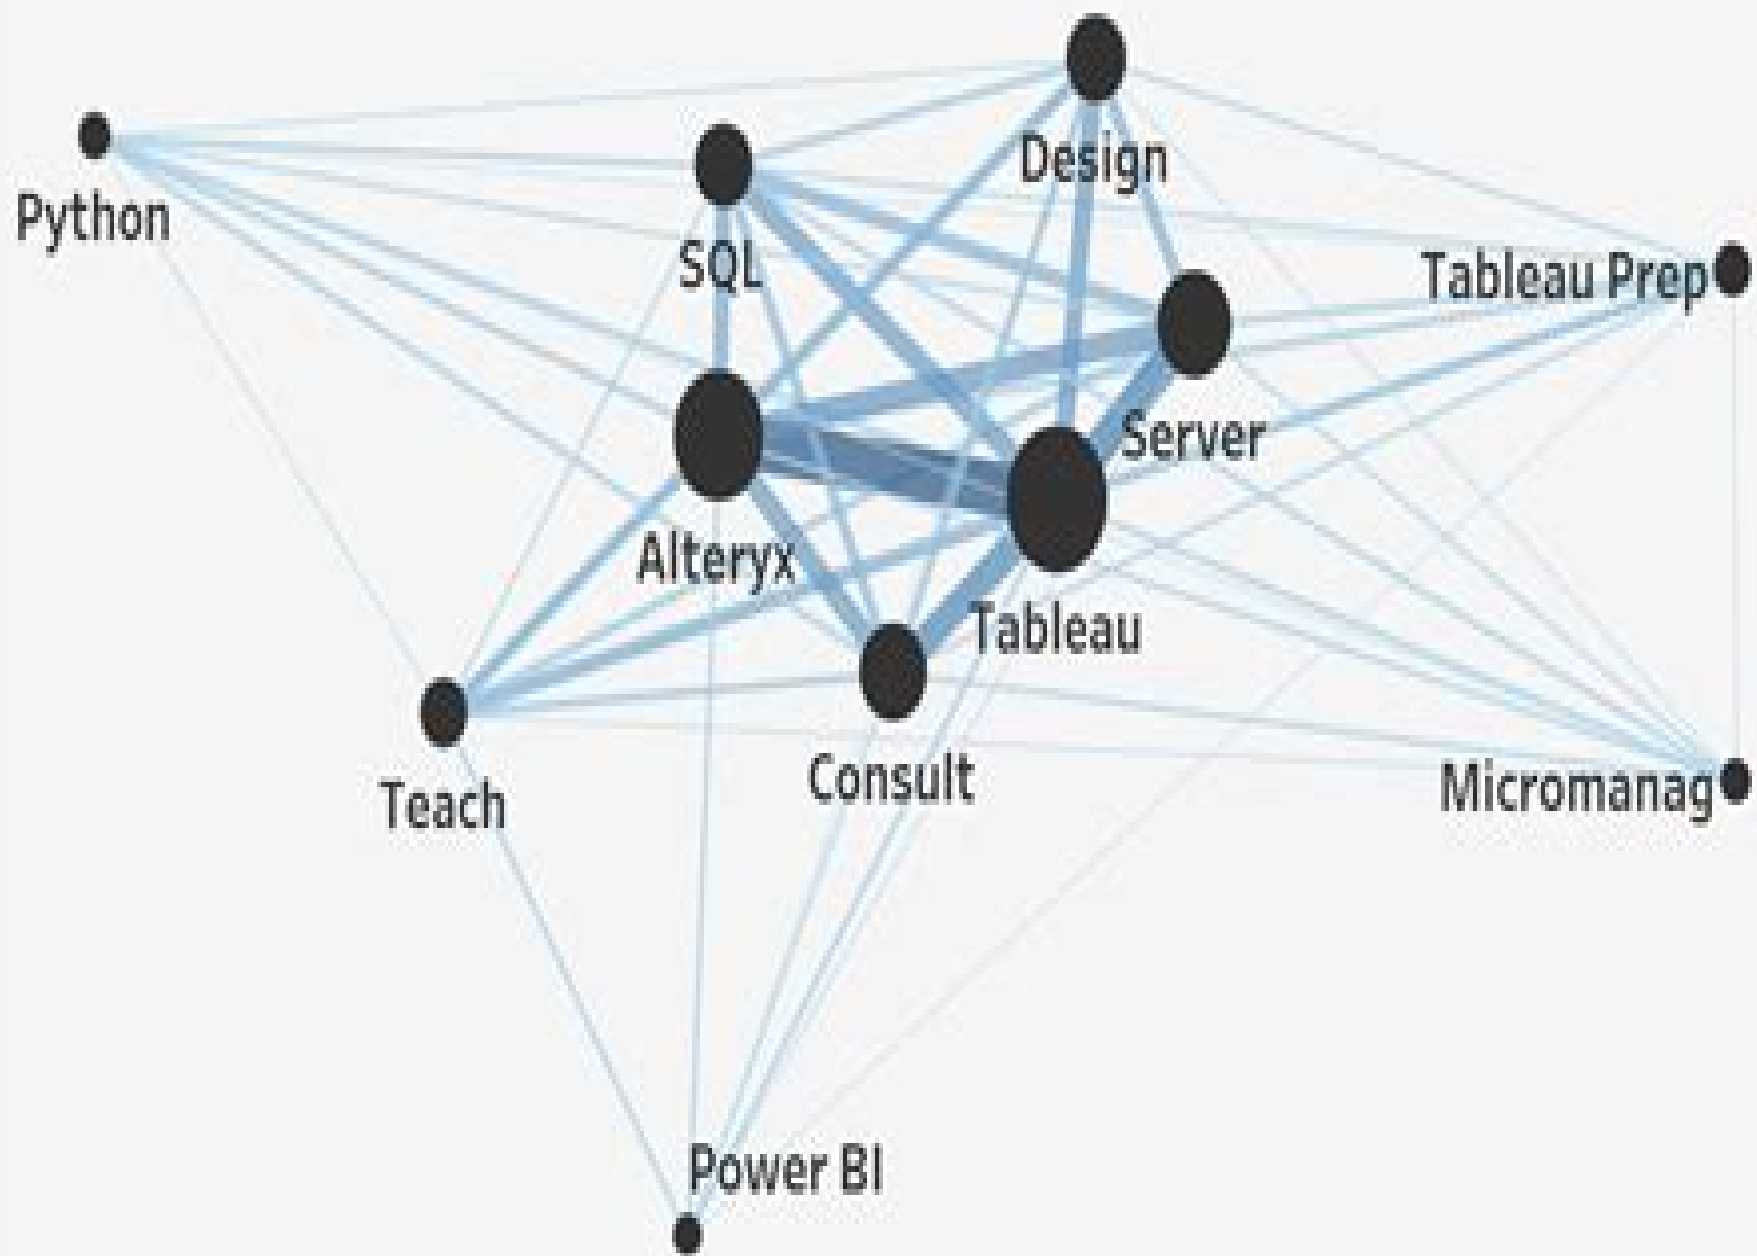 Design
Python
SQL
Tableau Prep
Server
Alteryx
Tableau
Consult
Micromanag
Teach
Power BI